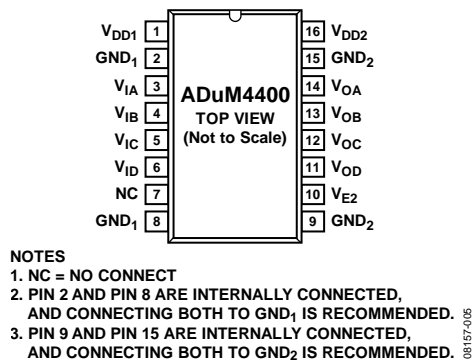 VDD1 1 16 VDD2
GND1 2 15 GND2
VIA 3 14 VOA
VIB 4 13 VOB
VIC 5 12 VOC
VID 6 11 VOD
NC 7 10 VE2
GND1 8 9 GND2
ADuM4400
TOP VIEW
(Not to Scale)
NOTES
1. NC = NO CONNECT
2. PIN 2 AND PIN 8 ARE INTERNALLY CONNECTED,
AND CONNECTING BOTH TO GND1 IS RECOMMENDED.
3. PIN 9 AND PIN 15 ARE INTERNALLY CONNECTED,
AND CONNECTING BOTH TO GND2 IS RECOMMENDED.
08157-005